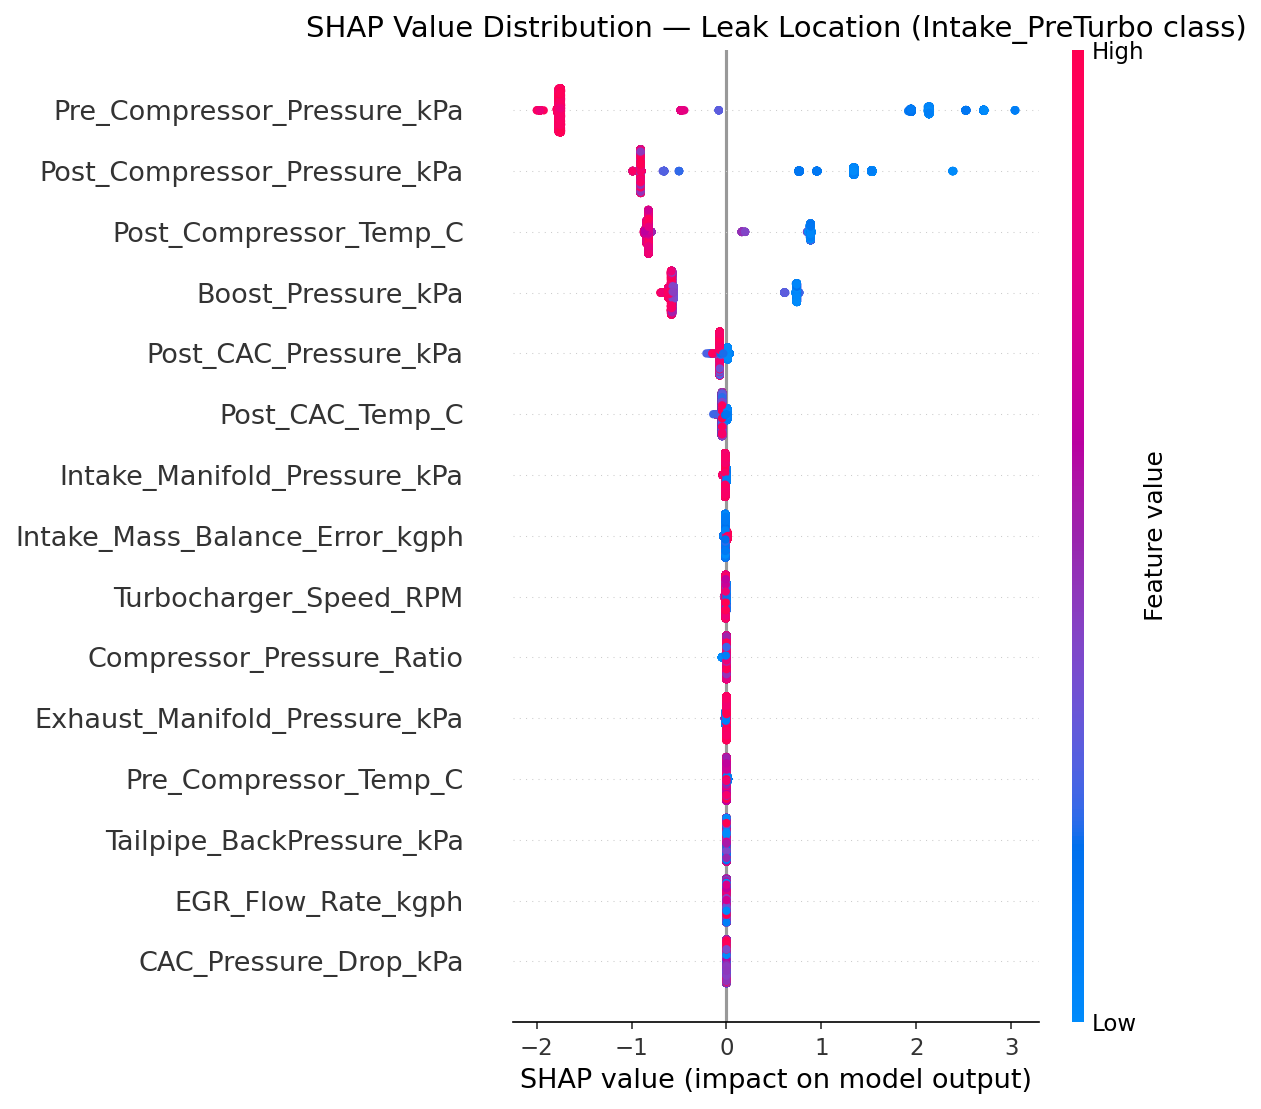 SHAP Value Distribution — Leak Location (Intake_PreTurbo class)
High
Pre_Compressor_Pressure_kPa
Post_Compressor_Pressure_kPa
Post_Compressor_Temp_C
Boost_Pressure_kPa
Post_CAC_Pressure_kPa
Post_CAC_Temp_C
Intake_Manifold_Pressure_kPa
Intake_Mass_Balance_Error_kgph
Turbocharger_Speed_RPM
Compressor_Pressure_Ratio
Exhaust_Manifold_Pressure_kPa
Pre_Compressor_Temp_C
Tailpipe_BackPressure_kPa
EGR_Flow_Rate_kgph
CAC_Pressure_Drop_kPa
Feature value
Low
−2 −1 0 1 2 3
SHAP value (impact on model output)